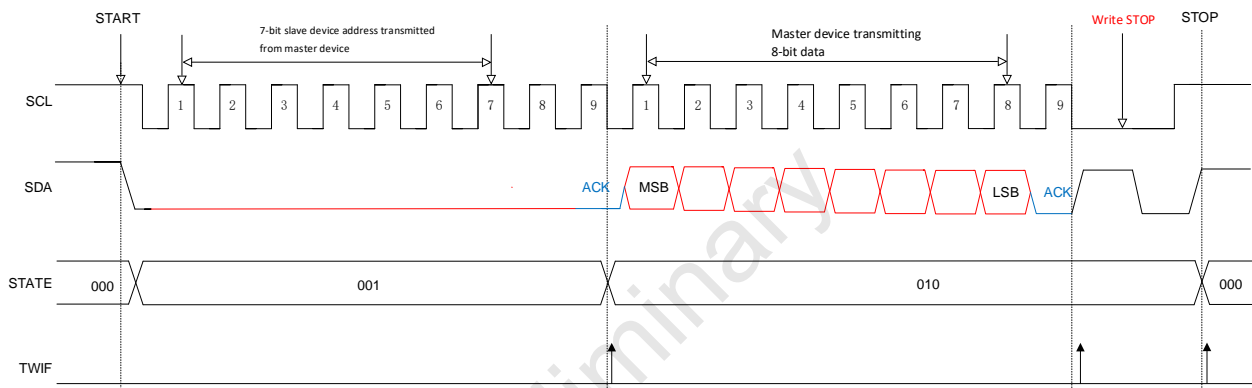 START
7-bit slave device address transmitted
from master device
Master device transmitting
8-bit data
Write STOP
STOP
SCL
1 2 3 4 5 6 7 8 9 1 2 3 4 5 6 7 8 9
SDA
ACK MSB LSB ACK
STATE
000 001 010 000
TWIF